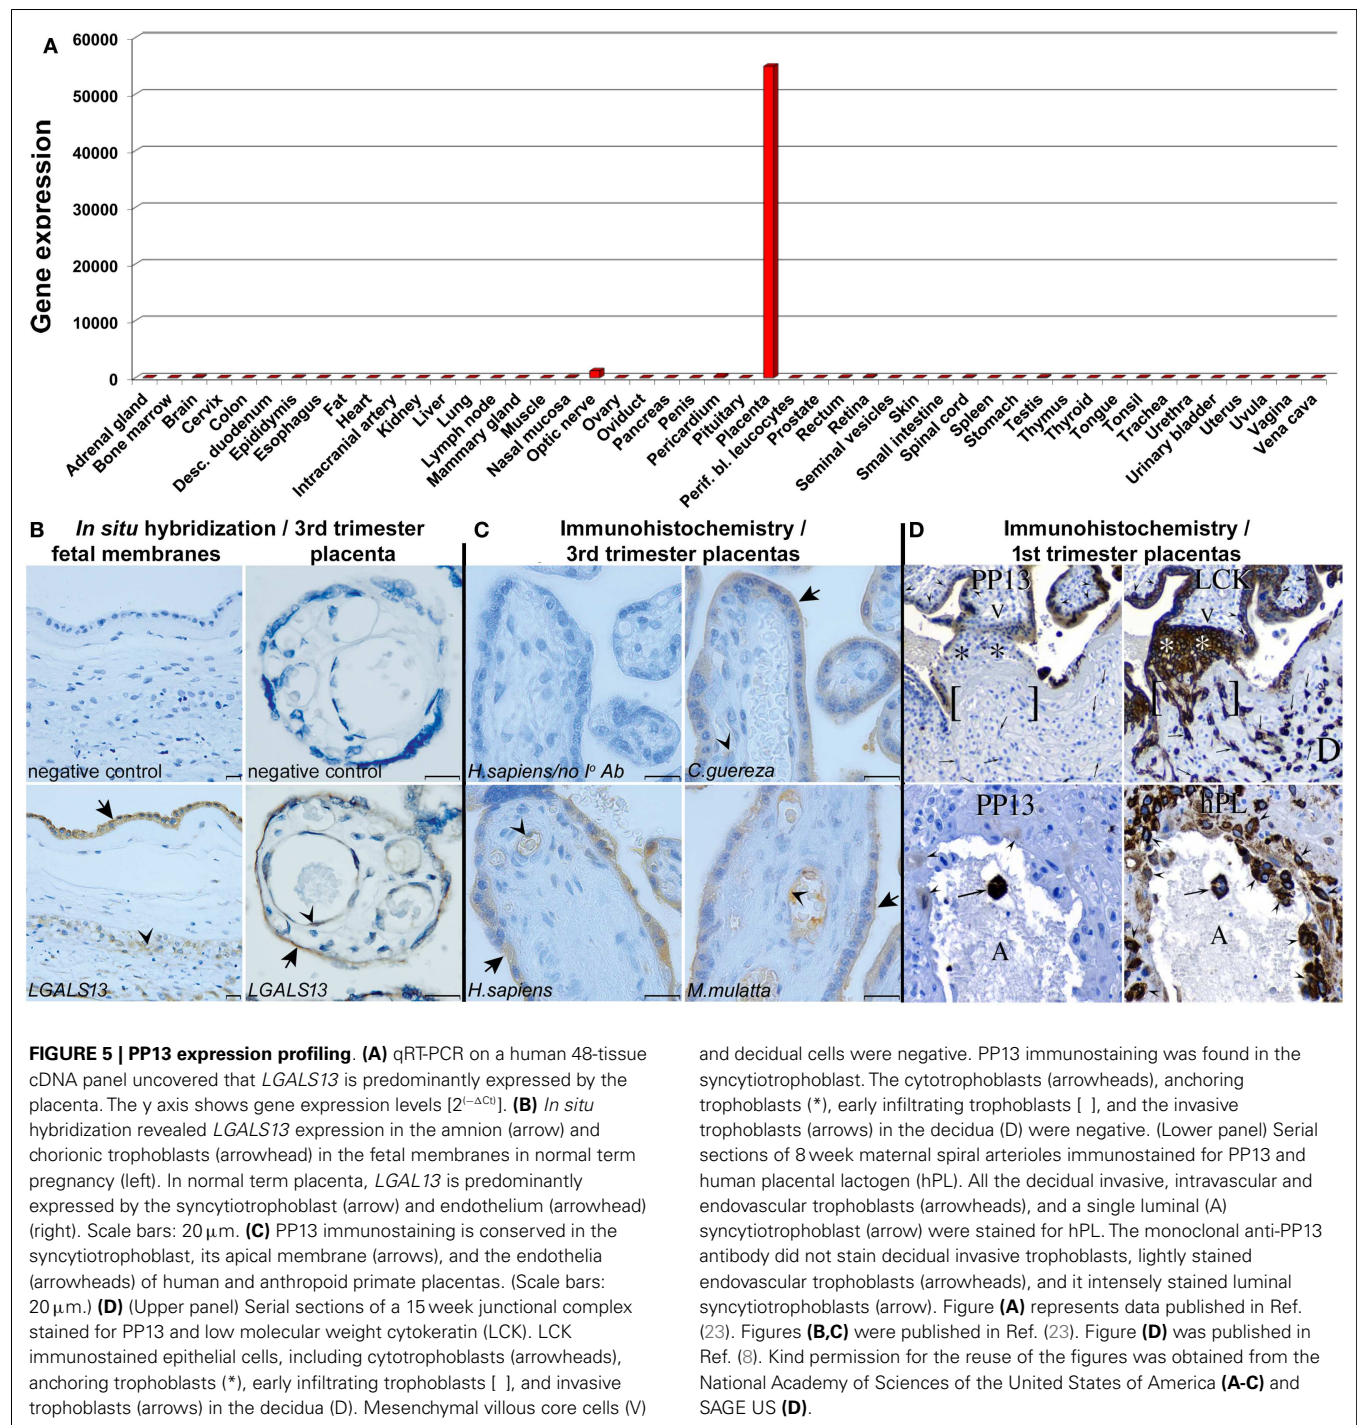 A
60000
50000
40000
30000
20000
10000
0
Gene expression
Adrenal gland
Bone marrow
Brain
Cervix
Colon
Desc. duodenum
Epididymis
Esophagus
Fat
Heart
Intracranial artery
Kidney
Liver
Lung
Lymph node
Mammary gland
Muscle
Nasal mucosa
Optic nerve
Ovary
Oviduct
Pancreas
Penis
Pericardium
Pituitary
Placenta
Perif. bl. leucocytes
Prostate
Rectum
Retina
Seminal vesicles
Skin
Small intestine
Spinal cord
Spleen
Stomach
Testis
Thymus
Thyroid
Tongue
Tonsil
Trachea
Urethra
Urinary bladder
Uterus
Uvula
Vagina
Vena cava
B In situ hybridization / 3rd trimester
fetal membranes placenta
negative control
negative control
LGALS13
LGALS13
C Immunohistochemistry /
3rd trimester placentas
H.sapiens/no Iº Ab
C.guereza
H.sapiens
M.mulatta
D Immunohistochemistry /
1st trimester placentas
PP13
V
* *
[ ]
LCK
V
* *
[ ]
D
PP13
A
hPL
A
FIGURE 5 | PP13 expression profiling. (A) qRT-PCR on a human 48-tissue
cDNA panel uncovered that LGALS13 is predominantly expressed by the
placenta. The y axis shows gene expression levels [2(−ΔCt)]. (B) In situ
hybridization revealed LGALS13 expression in the amnion (arrow) and
chorionic trophoblasts (arrowhead) in the fetal membranes in normal term
pregnancy (left). In normal term placenta, LGAL13 is predominantly
expressed by the syncytiotrophoblast (arrow) and endothelium (arrowhead)
(right). Scale bars: 20 μm. (C) PP13 immunostaining is conserved in the
syncytiotrophoblast, its apical membrane (arrows), and the endothelia
(arrowheads) of human and anthropoid primate placentas. (Scale bars:
20 μm.) (D) (Upper panel) Serial sections of a 15 week junctional complex
stained for PP13 and low molecular weight cytokeratin (LCK). LCK
immunostained epithelial cells, including cytotrophoblasts (arrowheads),
anchoring trophoblasts (*), early infiltrating trophoblasts [ ], and invasive
trophoblasts (arrows) in the decidua (D). Mesenchymal villous core cells (V)
and decidual cells were negative. PP13 immunostaining was found in the
syncytiotrophoblast. The cytotrophoblasts (arrowheads), anchoring
trophoblasts (*), early infiltrating trophoblasts [ ], and the invasive
trophoblasts (arrows) in the decidua (D) were negative. (Lower panel) Serial
sections of 8 week maternal spiral arterioles immunostained for PP13 and
human placental lactogen (hPL). All the decidual invasive, intravascular and
endovascular trophoblasts (arrowheads), and a single luminal (A)
syncytiotrophoblast (arrow) were stained for hPL. The monoclonal anti-PP13
antibody did not stain decidual invasive trophoblasts, lightly stained
endovascular trophoblasts (arrowheads), and it intensely stained luminal
syncytiotrophoblasts (arrow). Figure (A) represents data published in Ref.
(23). Figures (B,C) were published in Ref. (23). Figure (D) was published in
Ref. (8). Kind permission for the reuse of the figures was obtained from the
National Academy of Sciences of the United States of America (A-C) and
SAGE US (D).